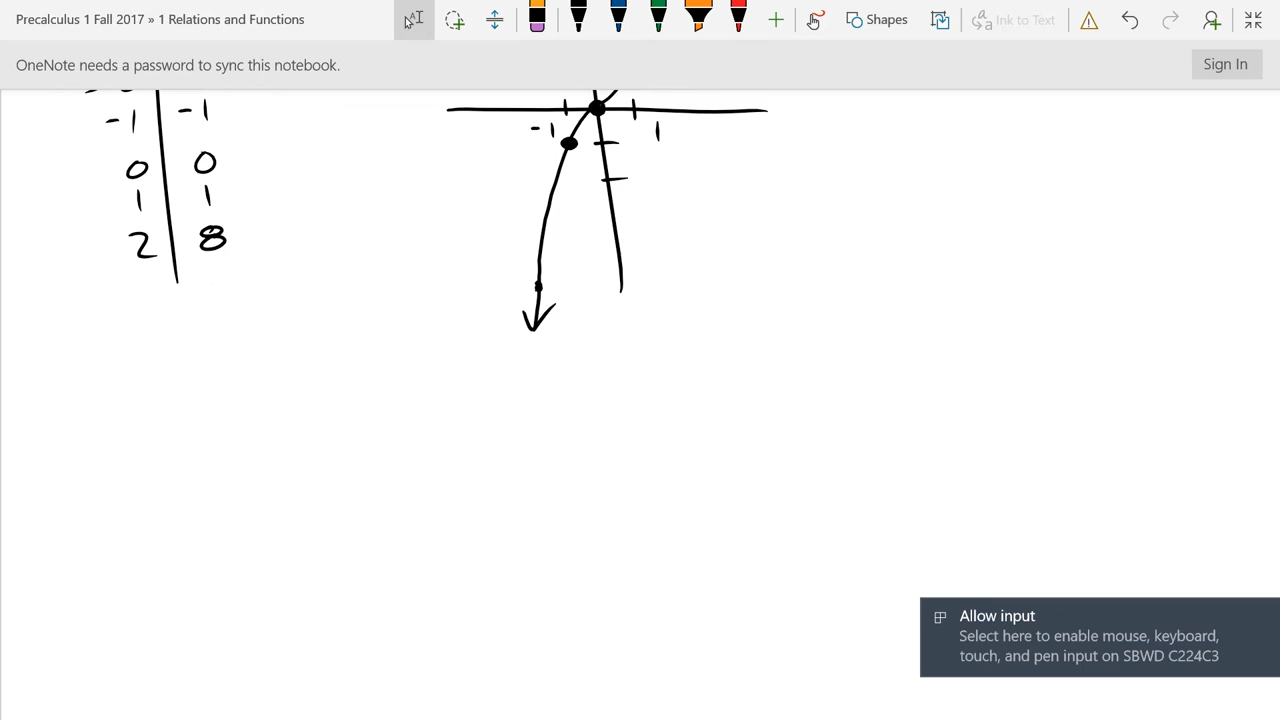 Precalculus 1 Fall 2017 » 1 Relations and Functions
Shapes
Ink to Text
OneNote needs a password to sync this notebook.
Sign In
-1 -1
0 0
1 1
2 8
-1 1
Allow input
Select here to enable mouse, keyboard,
touch, and pen input on SBWD C224C3